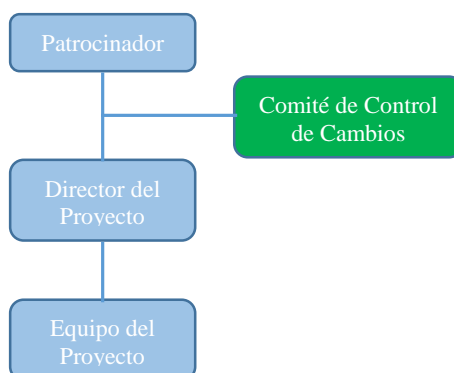 Patrocinador
Comité de Control
de Cambios
Director del
Proyecto
Equipo del
Proyecto